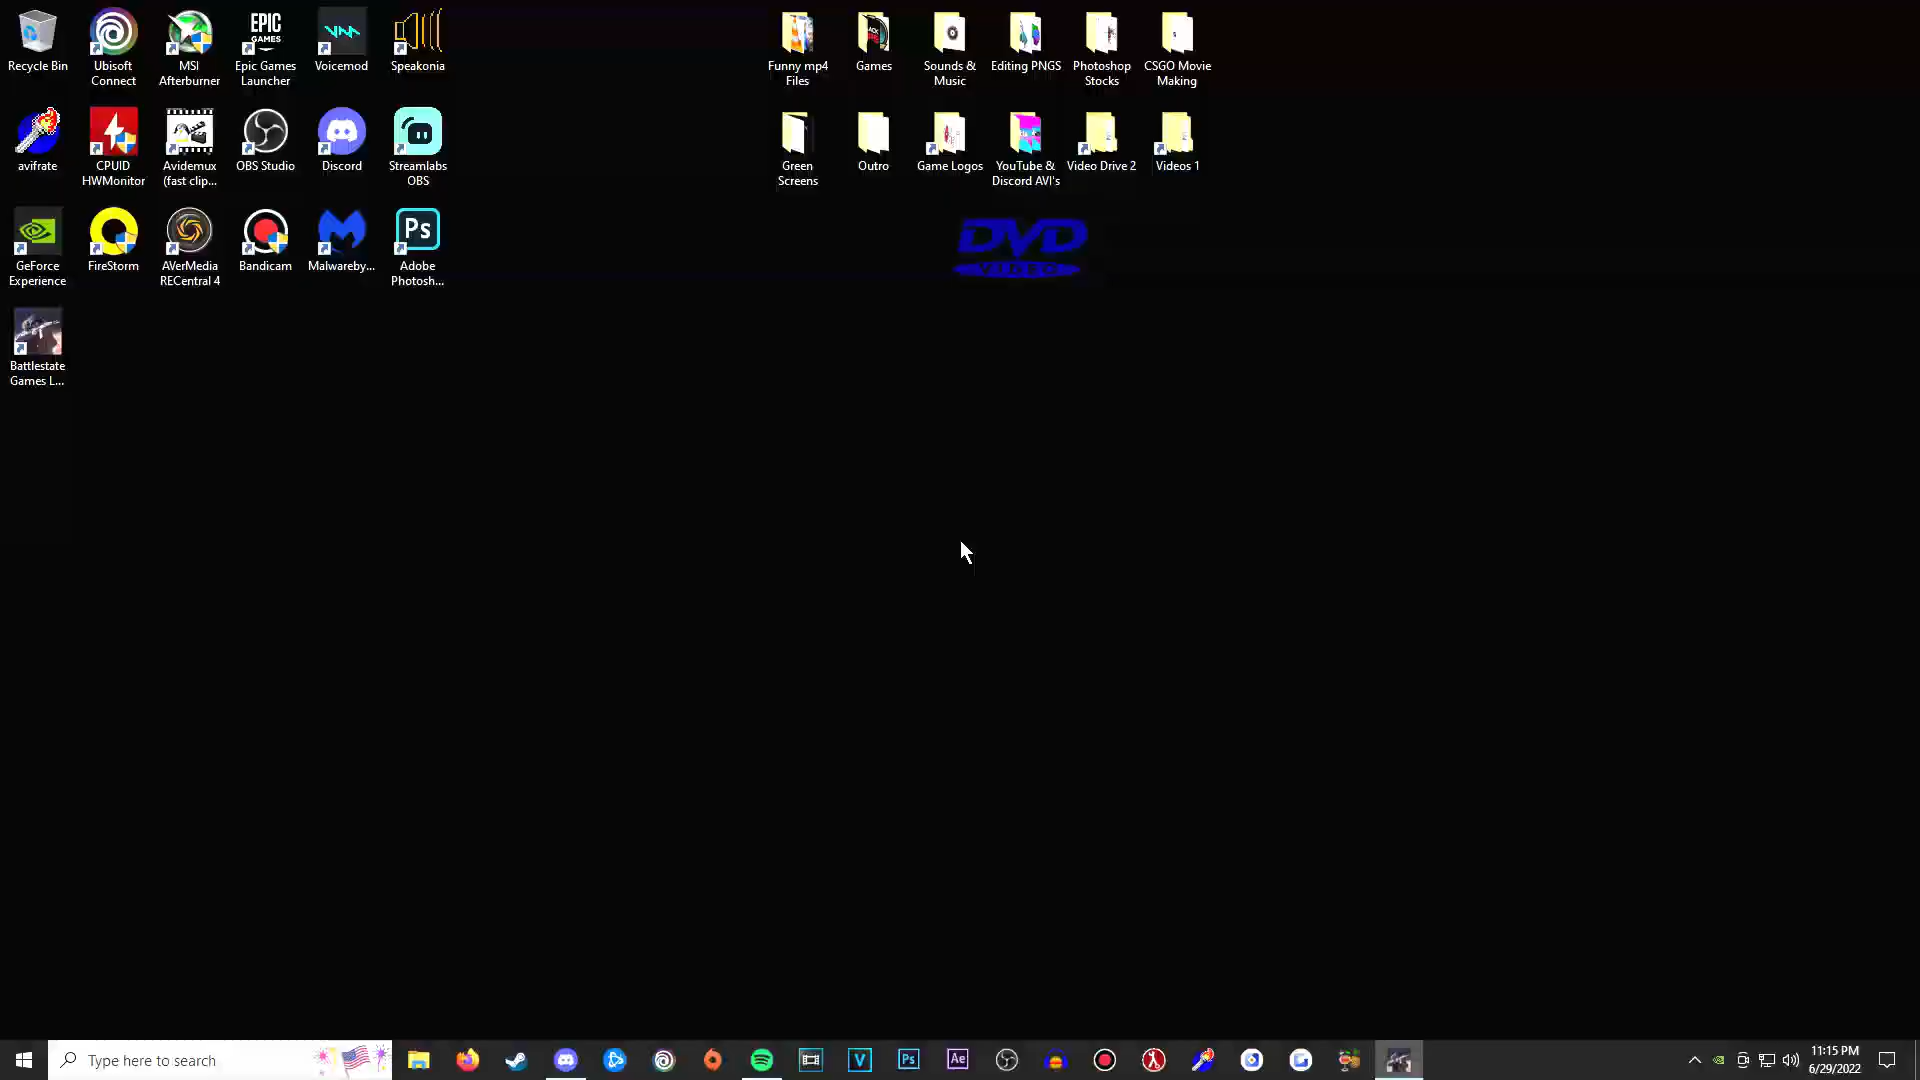 Recycle Bin
Ubisoft
Connect
MSI
Afterburner
EPIC
GAMES
Epic Games
Launcher
Voicemod
Speakonia
Funny mp4
Files
Games
Sounds &
Music
Editing PNGS
Photoshop
Stocks
CSGO Movie
Making
avifrate
CPUID
HWMonitor
Avidemux
(fast clip...
OBS Studio
Discord
Streamlabs
OBS
Green
Screens
Outro
Game Logos
YouTube &
Discord AVI's
Video Drive 2
Videos 1
GeForce
Experience
FireStorm
AVerMedia
RECentral 4
Bandicam
Malwareby...
Ps
Adobe
Photosh...
DVD
VIDEO
Battlestate
Games L...
Type here to search
V
Ps
Ae
11:15 PM
6/29/2022